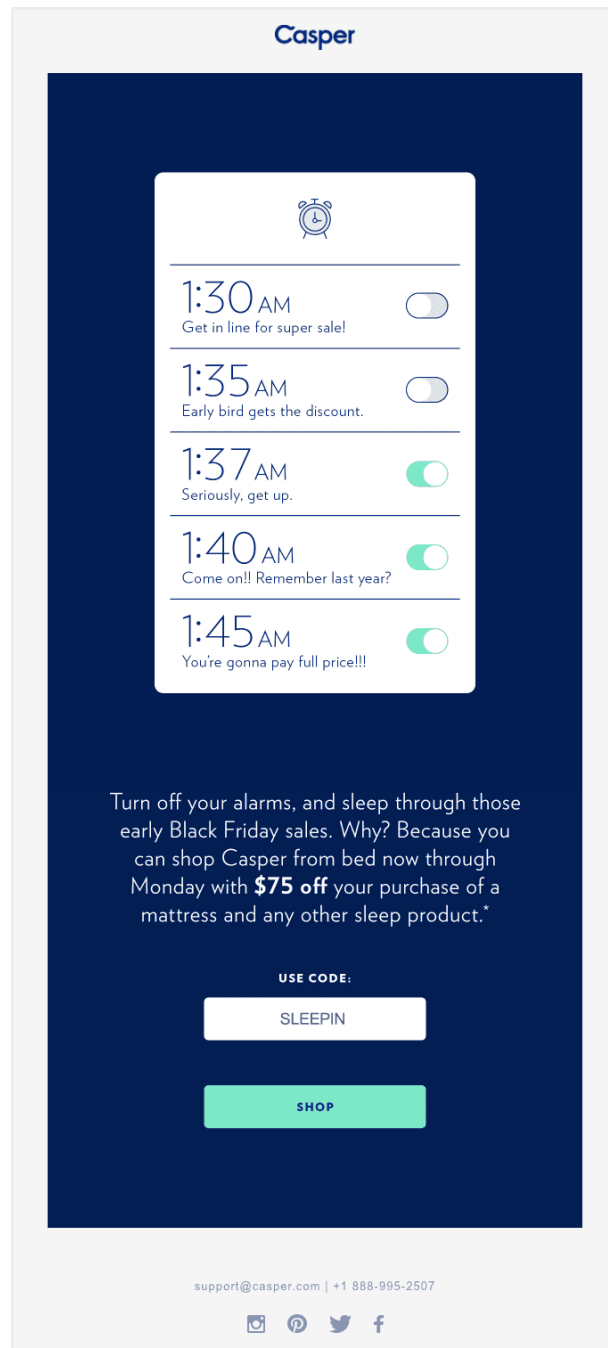 Casper
1:30 AM
Get in line for super sale!
1:35 AM
Early bird gets the discount.
1:37 AM
Seriously, get up.
1:40 AM
Come on!! Remember last year?
1:45 AM
You're gonna pay full price!!!
Turn off your alarms, and sleep through those
early Black Friday sales. Why? Because you
can shop Casper from bed now through
Monday with $75 off your purchase of a
mattress and any other sleep product.*
USE CODE:
SLEEPIN
SHOP
support@casper.com | +1 888-995-2507